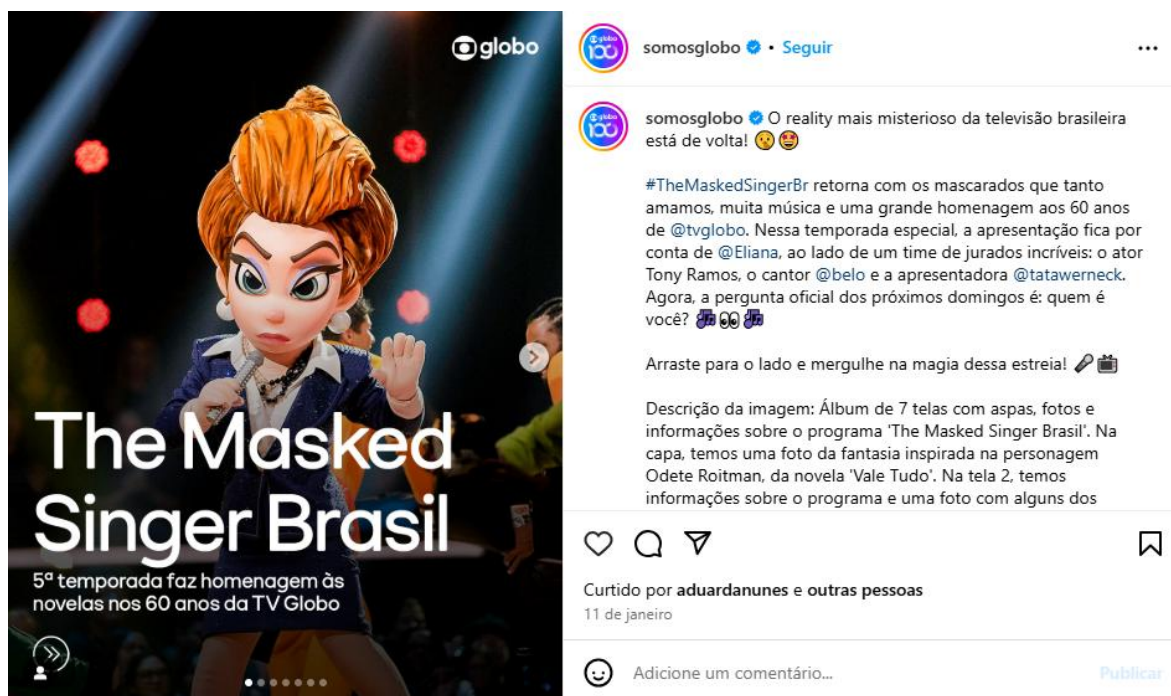 globo
The Masked
Singer Brasil
5ª temporada faz homenagem às
novelas nos 60 anos da TV Globo
somosglobo • Seguir
somosglobo O reality mais misterioso da televisão brasileira
está de volta! 🤫🤩
#TheMaskedSingerBr retorna com os mascarados que tanto
amamos, muita música e uma grande homenagem aos 60 anos
de @tvglobo. Nessa temporada especial, a apresentação fica por
conta de @Eliana, ao lado de um time de jurados incríveis: o ator
Tony Ramos, o cantor @belo e a apresentadora @tatawerneck.
Agora, a pergunta oficial dos próximos domingos é: quem é
você? 🎶👀🎶
Arraste para o lado e mergulhe na magia dessa estreia! 🎤📺
Descrição da imagem: Álbum de 7 telas com aspas, fotos e
informações sobre o programa 'The Masked Singer Brasil'. Na
capa, temos uma foto da fantasia inspirada na personagem
Odete Roitman, da novela 'Vale Tudo'. Na tela 2, temos
informações sobre o programa e uma foto com alguns dos
Curtido por aduardanunes e outras pessoas
11 de janeiro
Adicione um comentário...
Publicar